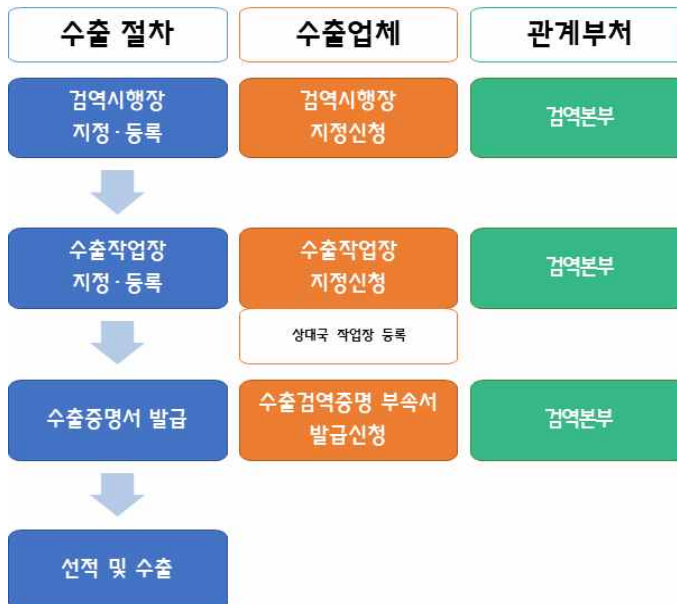 수출 절차
수출업체
관계부처
검역시행장
지정·등록
검역시행장
지정신청
검역본부
수출작업장
지정·등록
수출작업장
지정신청
검역본부
상대국 작업장 등록
수출증명서 발급
수출검역증명 부속서
발급신청
검역본부
선적 및 수출